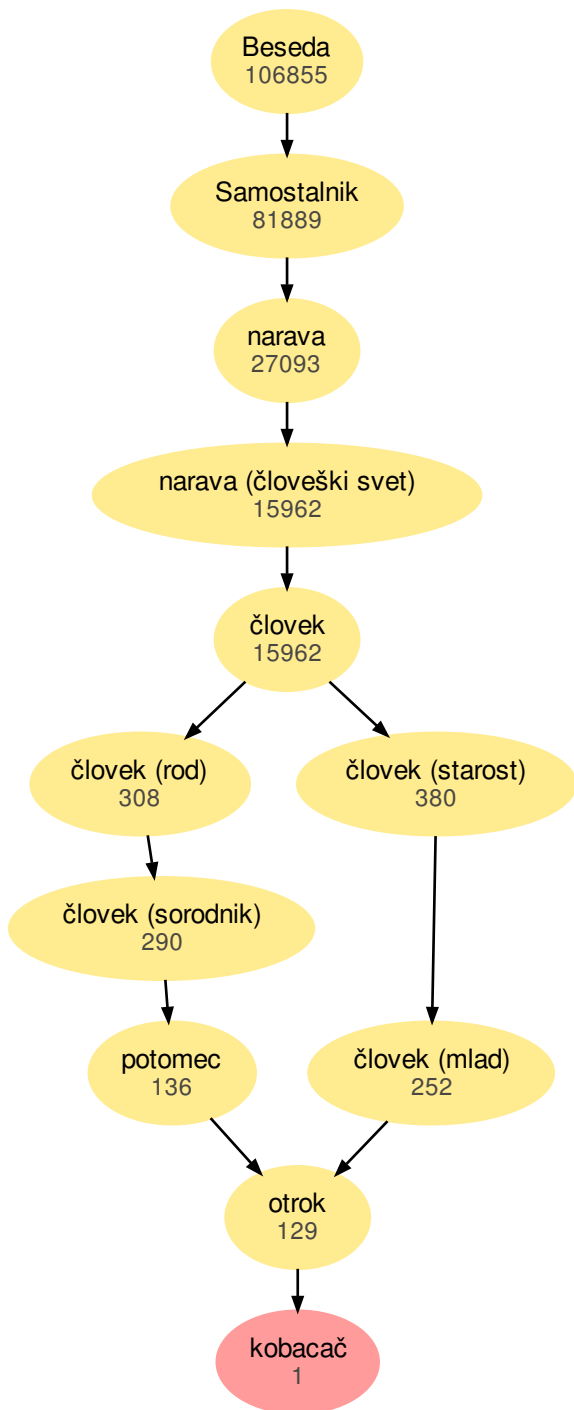 Beseda
106855
Samostalnik
81889
narava
27093
narava (človeški svet)
15962
človek
15962
človek (rod)
308
človek (starost)
380
človek (sorodnik)
290
potomec
136
človek (mlad)
252
otrok
129
kobacač
1